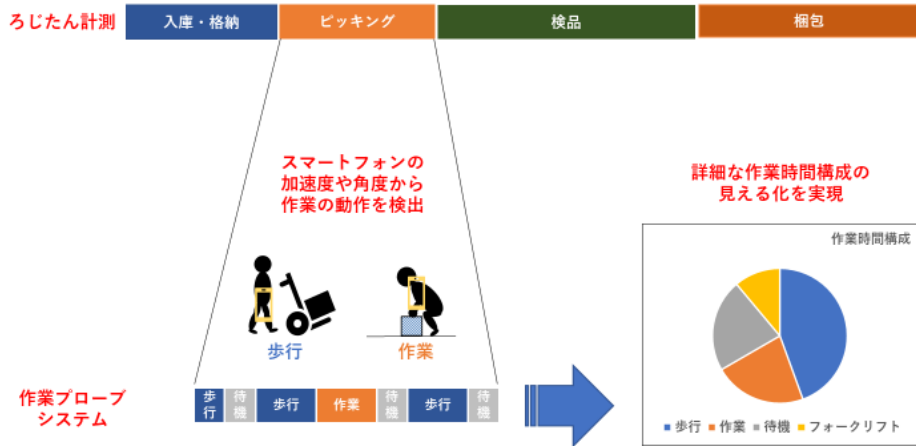 ろじたん計測
入庫・格納
ピッキング
検品
梱包
スマートフォンの
加速度や角度から
作業の動作を検出
歩行
作業
詳細な作業時間構成の
見える化を実現
作業時間構成
歩行 作業 待機 フォークリフト
作業プローブ
システム
歩行
待機
歩行
作業
待機
歩行
待機